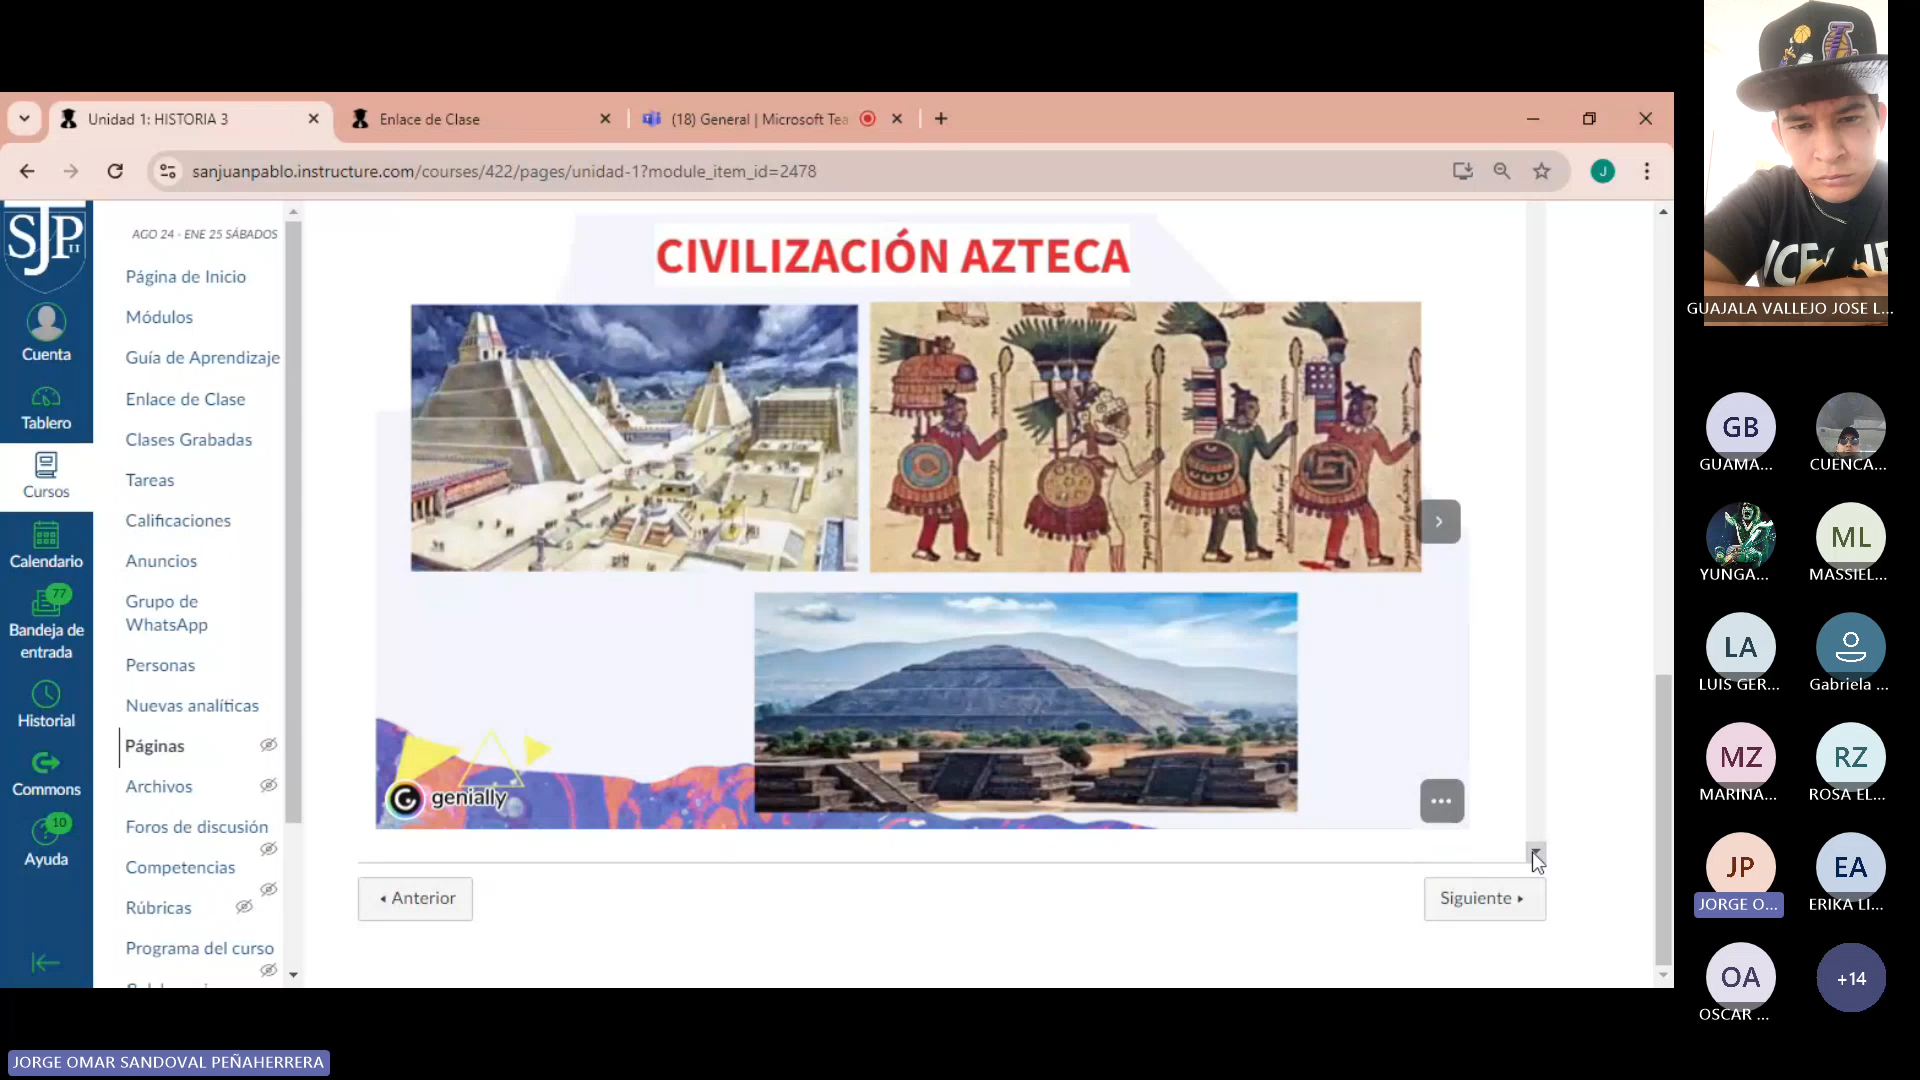 Unidad 1: HISTORIA 3
Enlace de Clase
(18) General | Microsoft Tea
sanjuanpablo.instructure.com/courses/422/pages/unidad-1?module_item_id=2478
J
SJP II
Cuenta
Tablero
Cursos
Calendario
77
Bandeja de
entrada
Historial
Commons
10
Ayuda
AGO 24 - ENE 25 SÁBADOS
Página de Inicio
Módulos
Guía de Aprendizaje
Enlace de Clase
Clases Grabadas
Tareas
Calificaciones
Anuncios
Grupo de
WhatsApp
Personas
Nuevas analíticas
Páginas
Archivos
Foros de discusión
Competencias
Rúbricas
Programa del curso
CIVILIZACIÓN AZTECA
genially
Anterior
Siguiente
GUAJALA VALLEJO JOSE L...
GB
GUAMA...
CUENCA...
YUNGA...
ML
MASSIEL...
LA
LUIS GER...
Gabriela ...
MZ
MARINA...
RZ
ROSA EL...
JP
JORGE O...
EA
ERIKA LI...
OA
OSCAR ...
+14
JORGE OMAR SANDOVAL PEÑAHERRERA